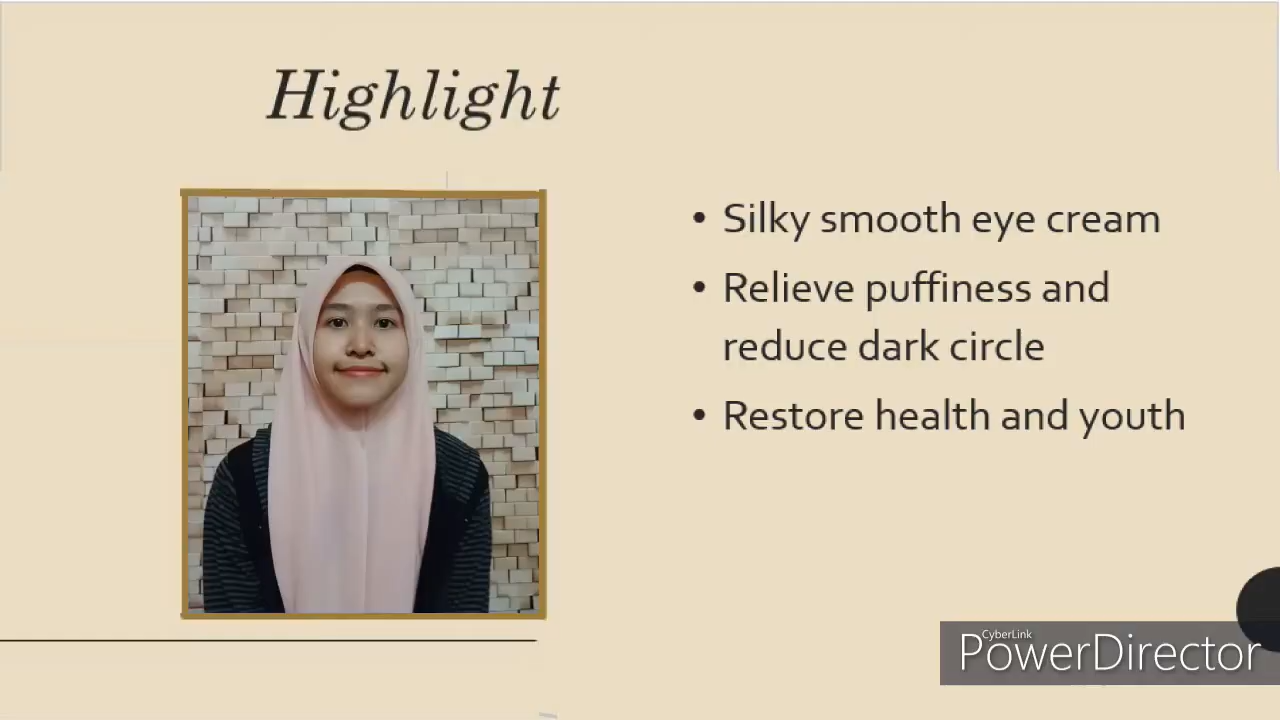 Highlight
• Silky smooth eye cream
• Relieve puffiness and
reduce dark circle
• Restore health and youth
CyberLink
PowerDirector